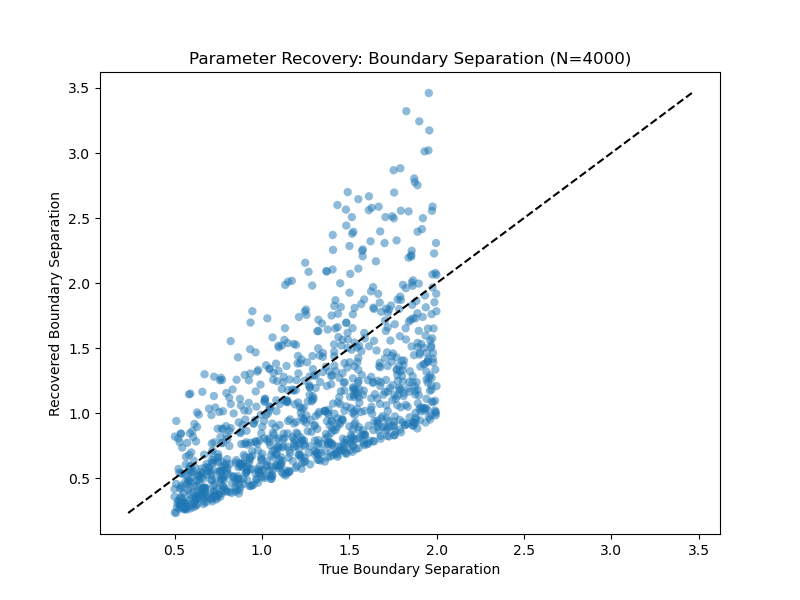 Parameter Recovery: Boundary Separation (N=4000)
Recovered Boundary Separation
3.5
3.0
2.5
2.0
1.5
1.0
0.5
0.5 1.0 1.5 2.0 2.5 3.0 3.5
True Boundary Separation